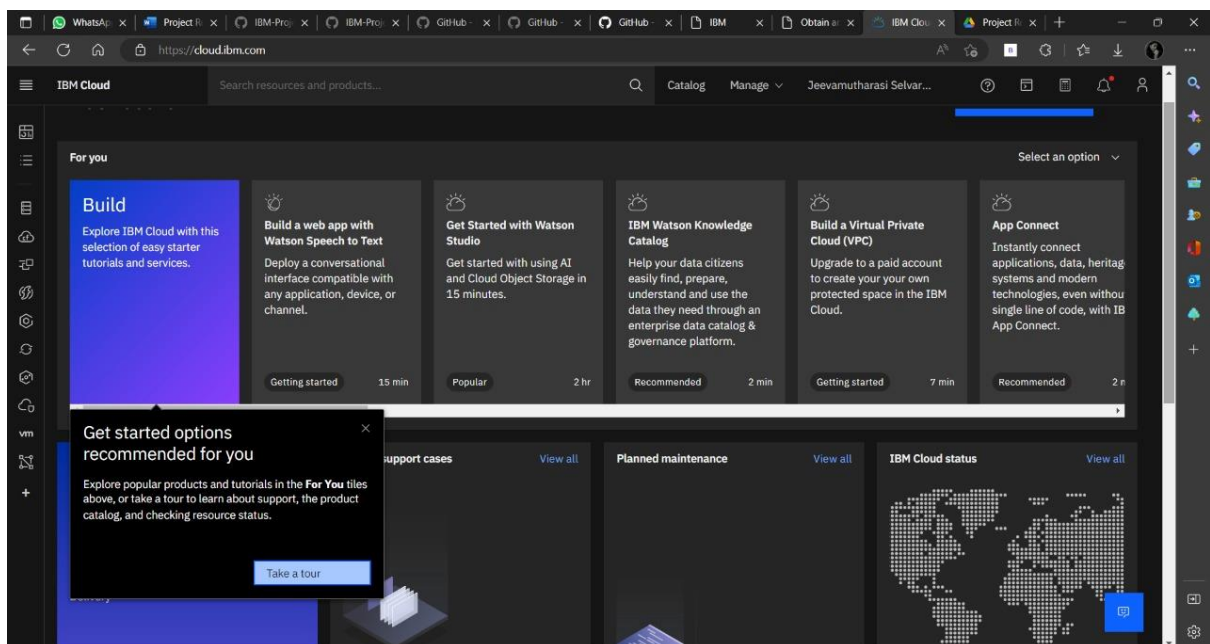 WhatsAp
Project R
IBM-Proj
IBM-Proj
GitHub -
GitHub -
GitHub -
IBM
Obtain a
IBM Clou
Project R
https://cloud.ibm.com
IBM Cloud
Search resources and products...
Catalog
Manage
Jeevamutharasi Selvar...
For you
Select an option
Build
Explore IBM Cloud with this
selection of easy starter
tutorials and services.
Build a web app with
Watson Speech to Text
Deploy a conversational
interface compatible with
any application, device, or
channel.
Getting started
15 min
Get Started with Watson
Studio
Get started with using AI
and Cloud Object Storage in
15 minutes.
Popular
2 hr
IBM Watson Knowledge
Catalog
Help your data citizens
easily find, prepare,
understand and use the
data they need through an
enterprise data catalog &
governance platform.
Recommended
2 min
Build a Virtual Private
Cloud (VPC)
Upgrade to a paid account
to create your your own
protected space in the IBM
Cloud.
Getting started
7 min
App Connect
Instantly connect
applications, data, heritag
systems and modern
technologies, even withou
single line of code, with IB
App Connect.
Recommended
vm
Get started options
recommended for you
Explore popular products and tutorials in the For You tiles
above, or take a tour to learn about support, the product
catalog, and checking resource status.
Take a tour
support cases
View all
Planned maintenance
View all
IBM Cloud status
View all